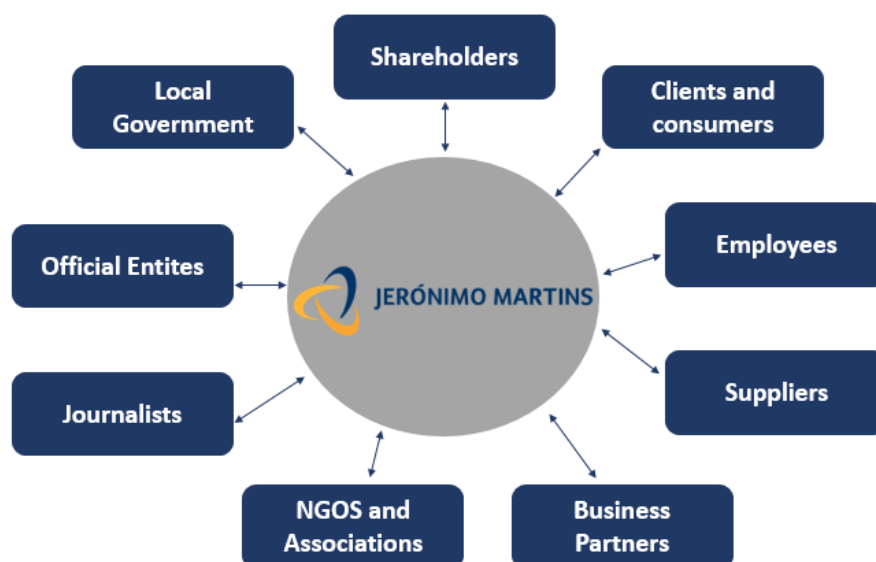 Shareholders
Local
Government
Clients and
consumers
Official Entites
Employees
JERÓNIMO MARTINS
Journalists
Suppliers
NGOS and
Associations
Business
Partners